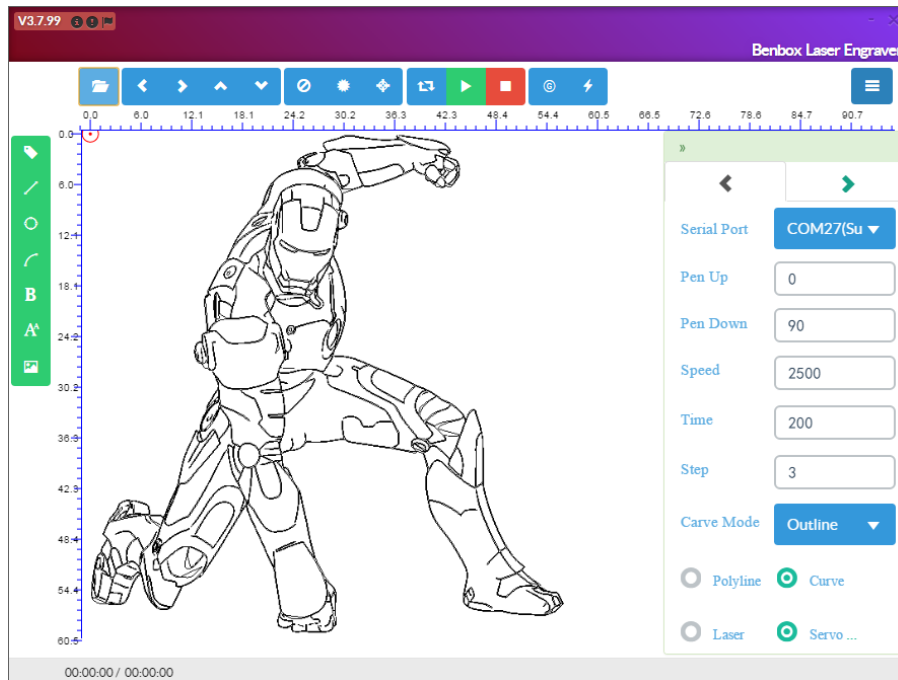 V3.7.99
Benbox Laser Engraver
0.0 6.0 12.1 18.1 24.2 30.2 36.3 42.3 48.4 54.4 60.5 66.5 72.6 78.6 84.7 90.7
0.0
6.0
12.1
18.1
24.2
30.2
36.3
42.3
48.4
54.4
60.5
B
AA
»
Serial Port COM27(Su
Pen Up 0
Pen Down 90
Speed 2500
Time 200
Step 3
Carve Mode Outline
Polyline Curve
Laser Servo ...
00:00:00 / 00:00:00